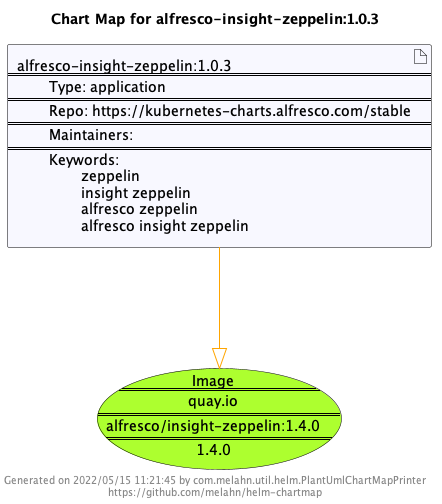 Chart Map for alfresco-insight-zeppelin:1.0.3
alfresco-insight-zeppelin:1.0.3
Type: application
Repo: https://kubernetes-charts.alfresco.com/stable
Maintainers:
Keywords:
zeppelin
insight zeppelin
alfresco zeppelin
alfresco insight zeppelin
Image
quay.io
alfresco/insight-zeppelin:1.4.0
1.4.0
Generated on 2022/05/15 11:21:45 by com.melahn.util.helm.PlantUmlChartMapPrinter
https://github.com/melahn/helm-chartmap